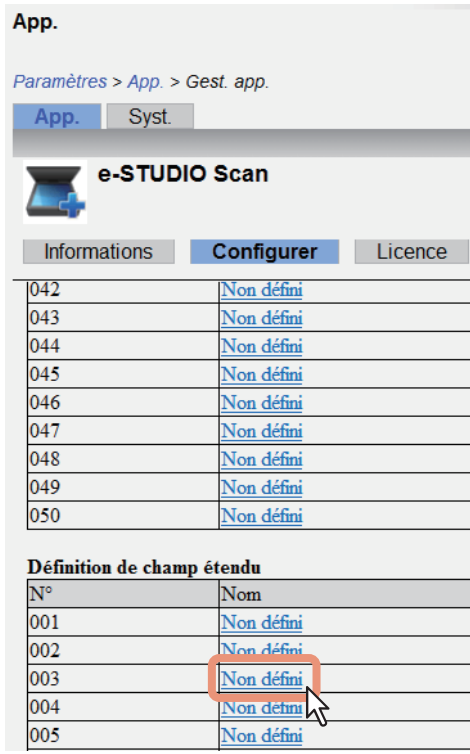 App.
Paramètres > App. > Gest. app.
App. Syst.
e-STUDIO Scan
Informations Configurer Licence
042 Non défini
043 Non défini
044 Non défini
045 Non défini
046 Non défini
047 Non défini
048 Non défini
049 Non défini
050 Non défini
Définition de champ étendu
N° Nom
001 Non défini
002 Non défini
003 Non défini
004 Non défini
005 Non défini